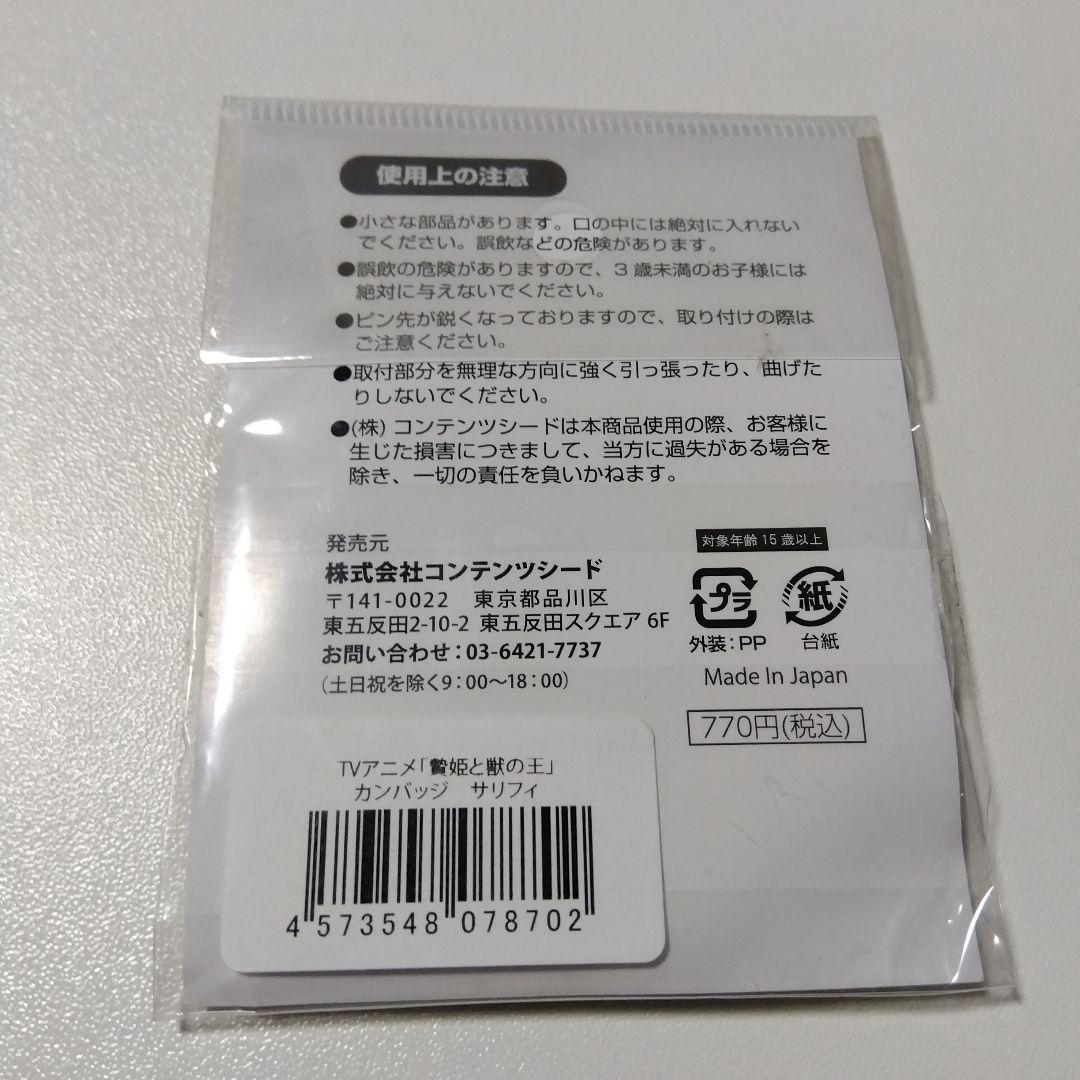 使用上の注意
●小さな部品があります。口の中には絶対に入れない
でください。誤飲などの危険があります。
●誤飲の危険がありますので、3歳未満のお子様には
絶対に与えないでください。
●ピン先が鋭くなっておりますので、取り付けの際は
ご注意ください。
●取付部分を無理な方向に強く引っ張ったり、曲げた
りしないでください。
●(株)コンテンツシードは本商品使用の際、お客様に
生じた損害につきまして、当方に過失がある場合を
除き、一切の責任を負いかねます。
発売元
株式会社コンテンツシード
〒141-0022 東京都品川区
東五反田2-10-2 東五反田スクエア 6F
お問い合わせ:03-6421-7737
(土日祝を除く9:00〜18:00)
対象年齢15歳以上
プラ
紙
外装:PP
台紙
Made In Japan
770円(税込)
TVアニメ「贄姫と獣の王」
カンバッジ サリフィ
4 573548 078702